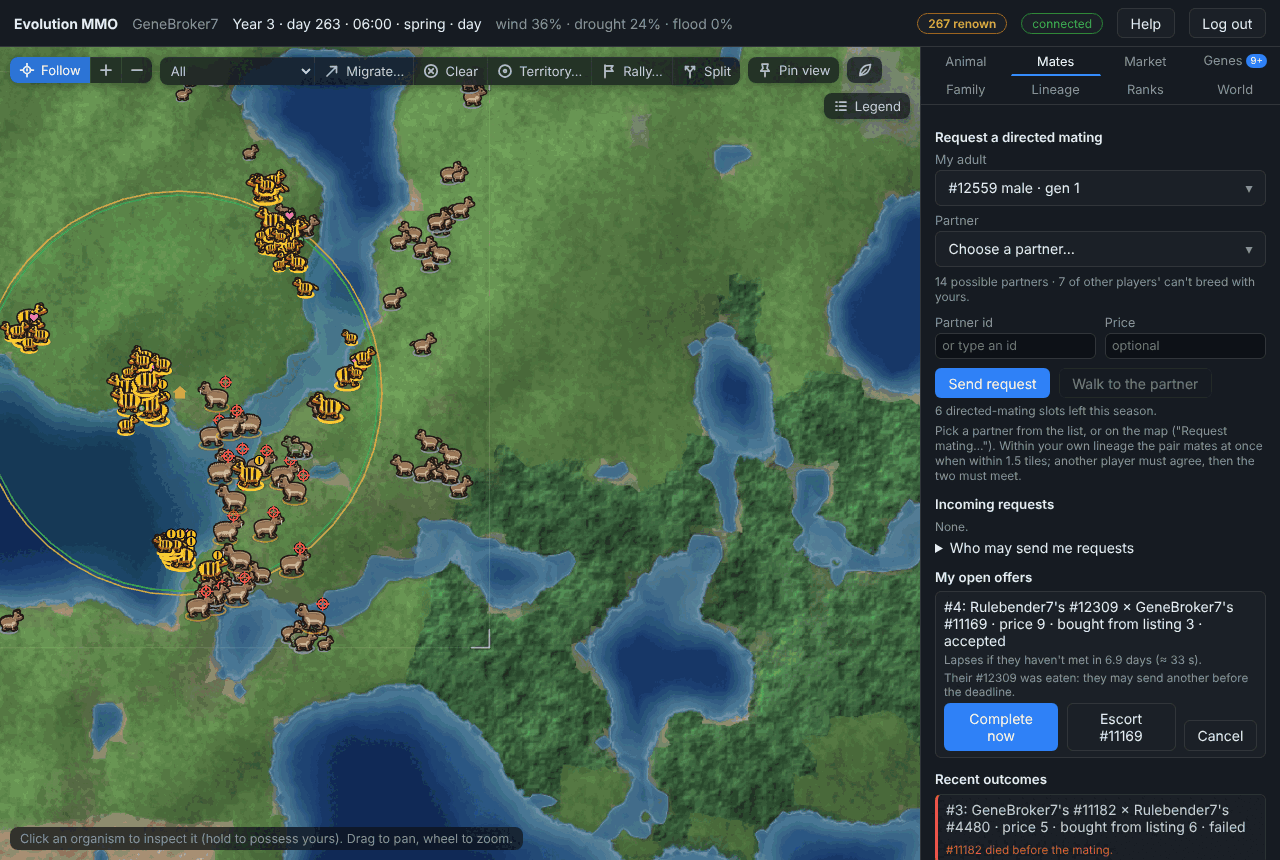 Evolution MMO GeneBroker7 Year 3 · day 263 · 06:00 · spring · day wind 36% · drought 24% · flood 0% 267 renown connected Help Log out
Follow + − All Migrate... Clear Territory... Rally... Split Pin view
Legend
Animal Mates Market Genes 9+
Family Lineage Ranks World
Request a directed mating
My adult
#12559 male · gen 1
Partner
Choose a partner...
14 possible partners · 7 of other players' can't breed with
yours.
Partner id Price
or type an id optional
Send request Walk to the partner
6 directed-mating slots left this season.
Pick a partner from the list, or on the map ("Request
mating..."). Within your own lineage the pair mates at once
when within 1.5 tiles; another player must agree, then the
two must meet.
Incoming requests
None.
Who may send me requests
My open offers
#4: Rulebender7's #12309 × GeneBroker7's
#11169 · price 9 · bought from listing 3 ·
accepted
Lapses if they haven't met in 6.9 days (≈ 33 s).
Their #12309 was eaten: they may send another before
the deadline.
Complete
now
Escort
#11169
Cancel
Recent outcomes
#3: GeneBroker7's #11182 × Rulebender7's
#4480 · price 5 · bought from listing 6 · failed
#11182 died before the mating.
Click an organism to inspect it (hold to possess yours). Drag to pan, wheel to zoom.